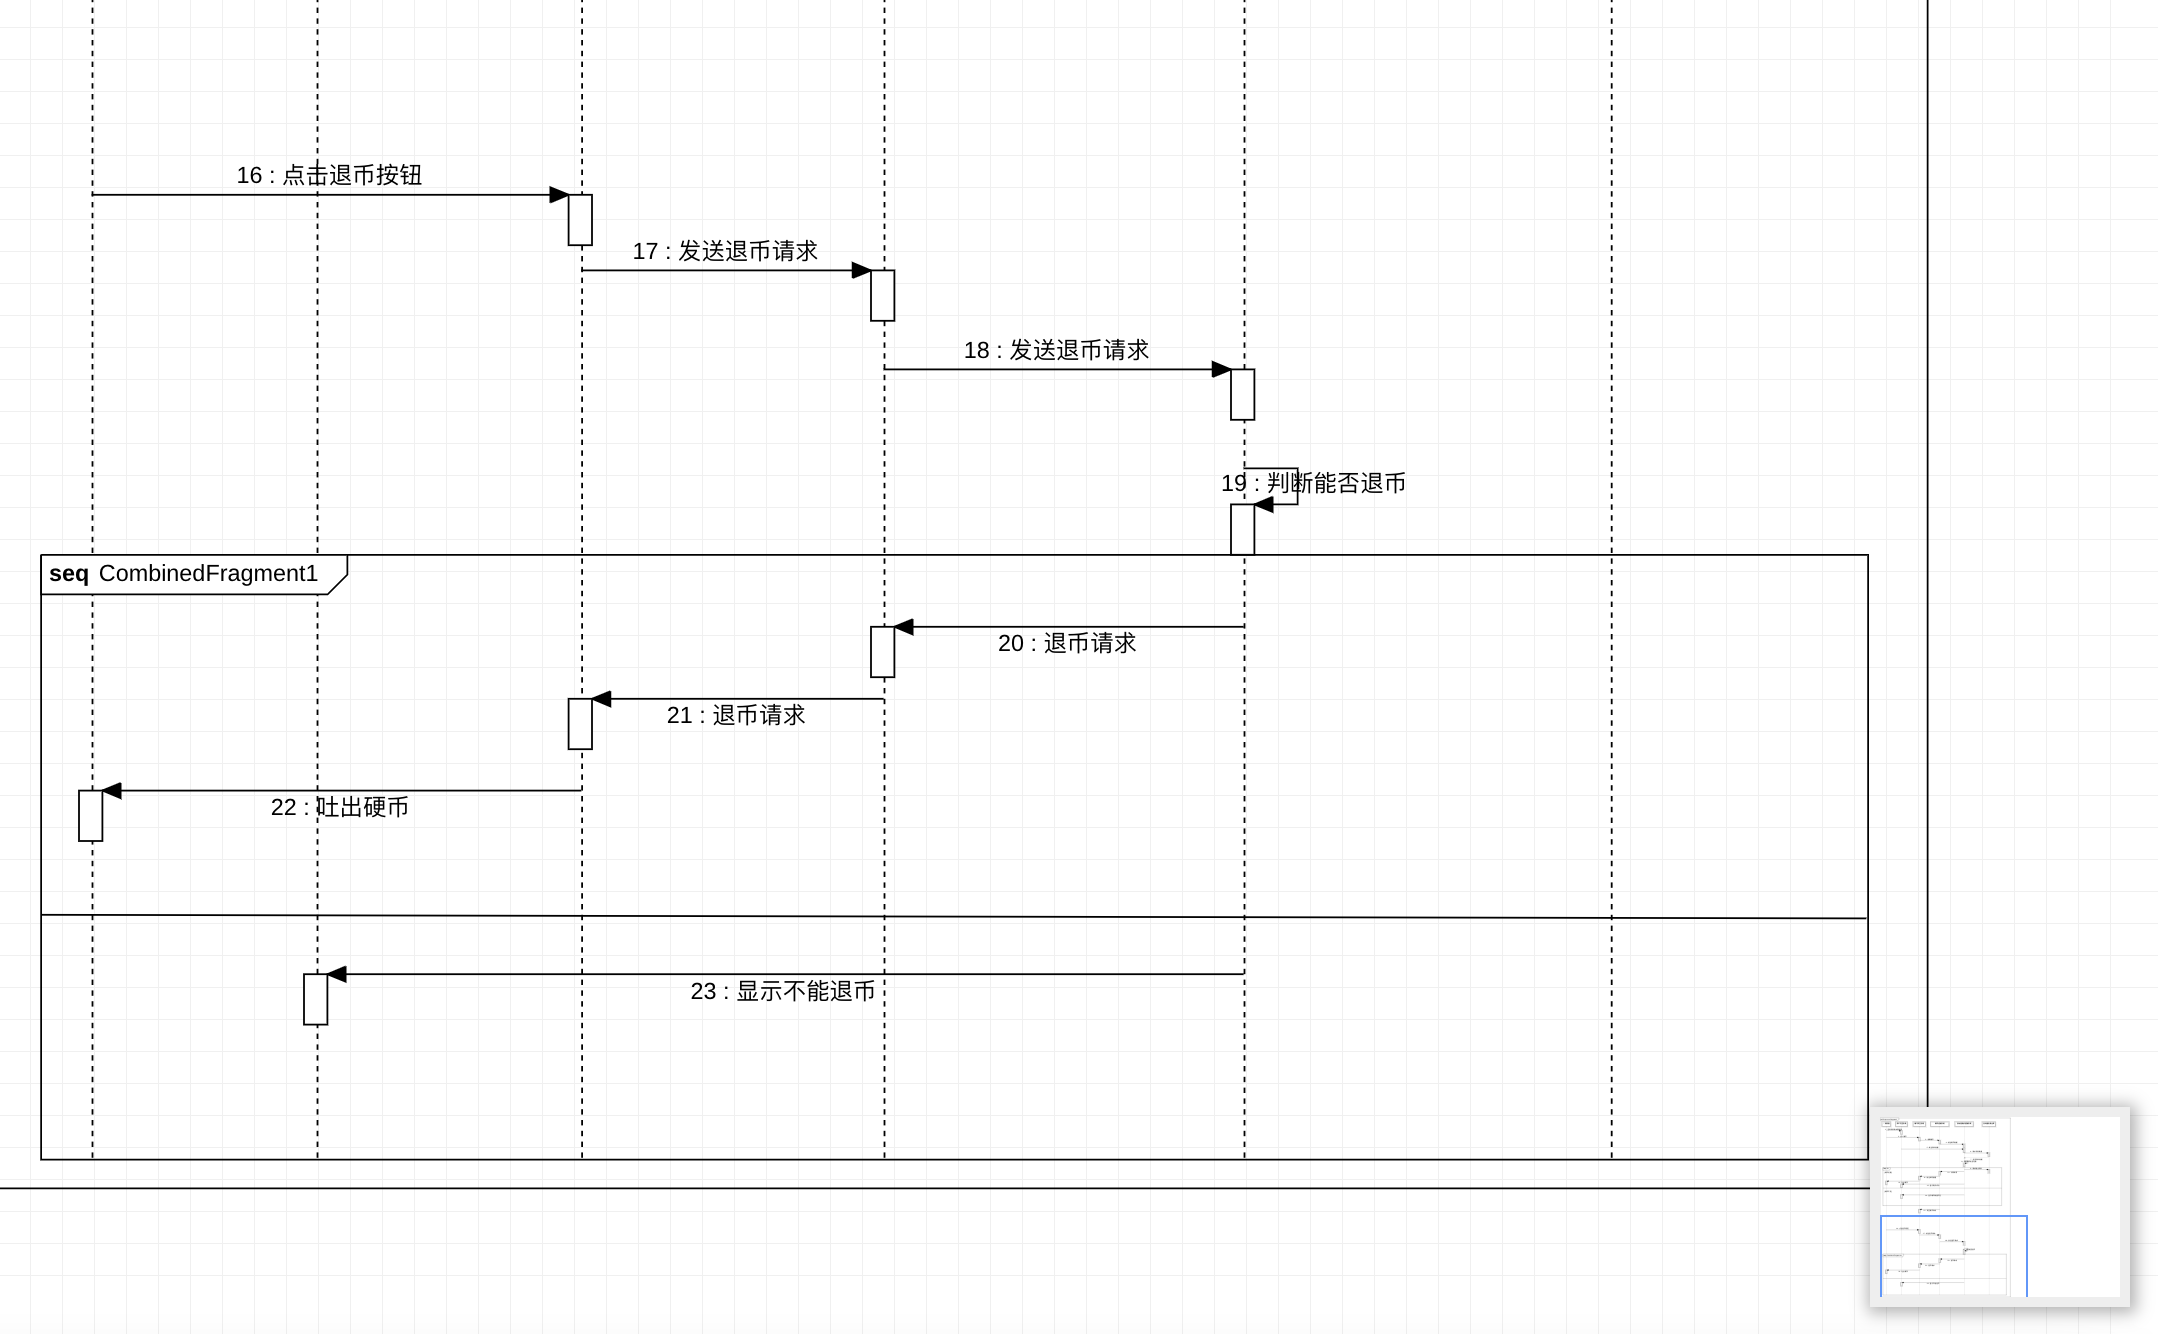 16 : 点击退币按钮
17 : 发送退币请求
18 : 发送退币请求
19 : 判断能否退币
seq CombinedFragment1
20 : 退币请求
21 : 退币请求
22 : 吐出硬币
23 : 显示不能退币